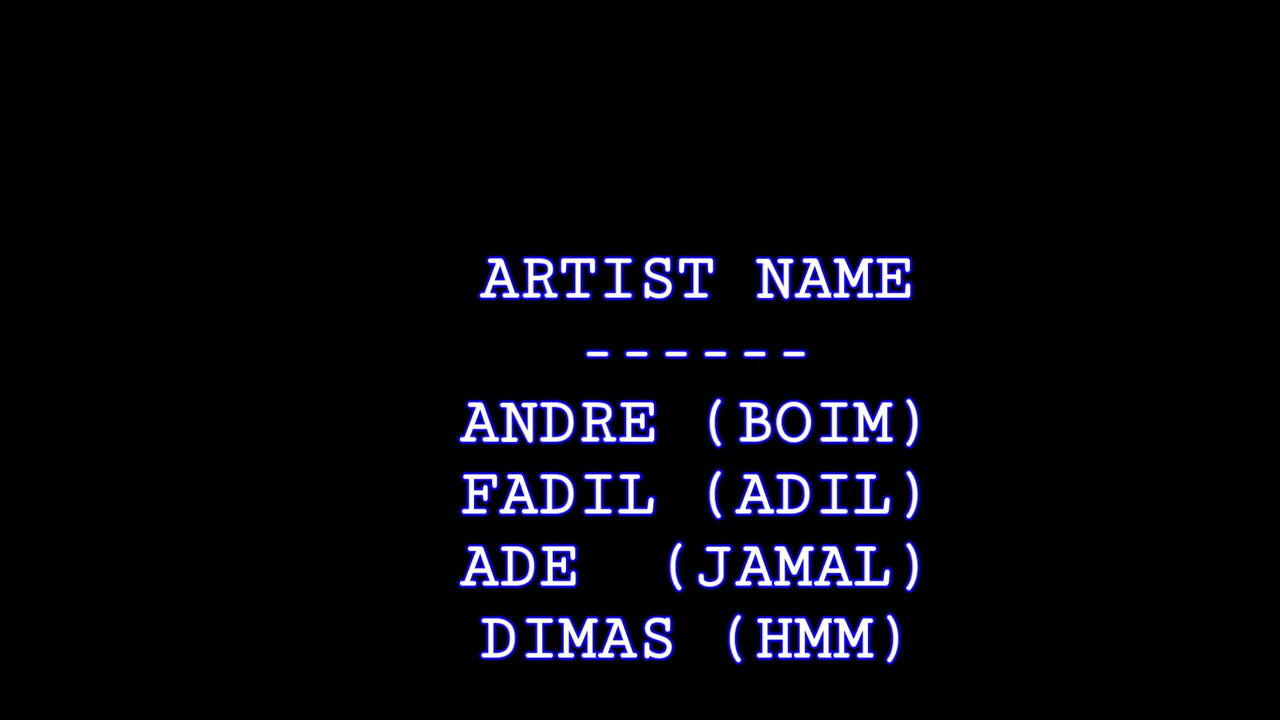 ARTIST NAME
------
ANDRE (BOIM)
FADIL (ADIL)
ADE  (JAMAL)
DIMAS (HMM)